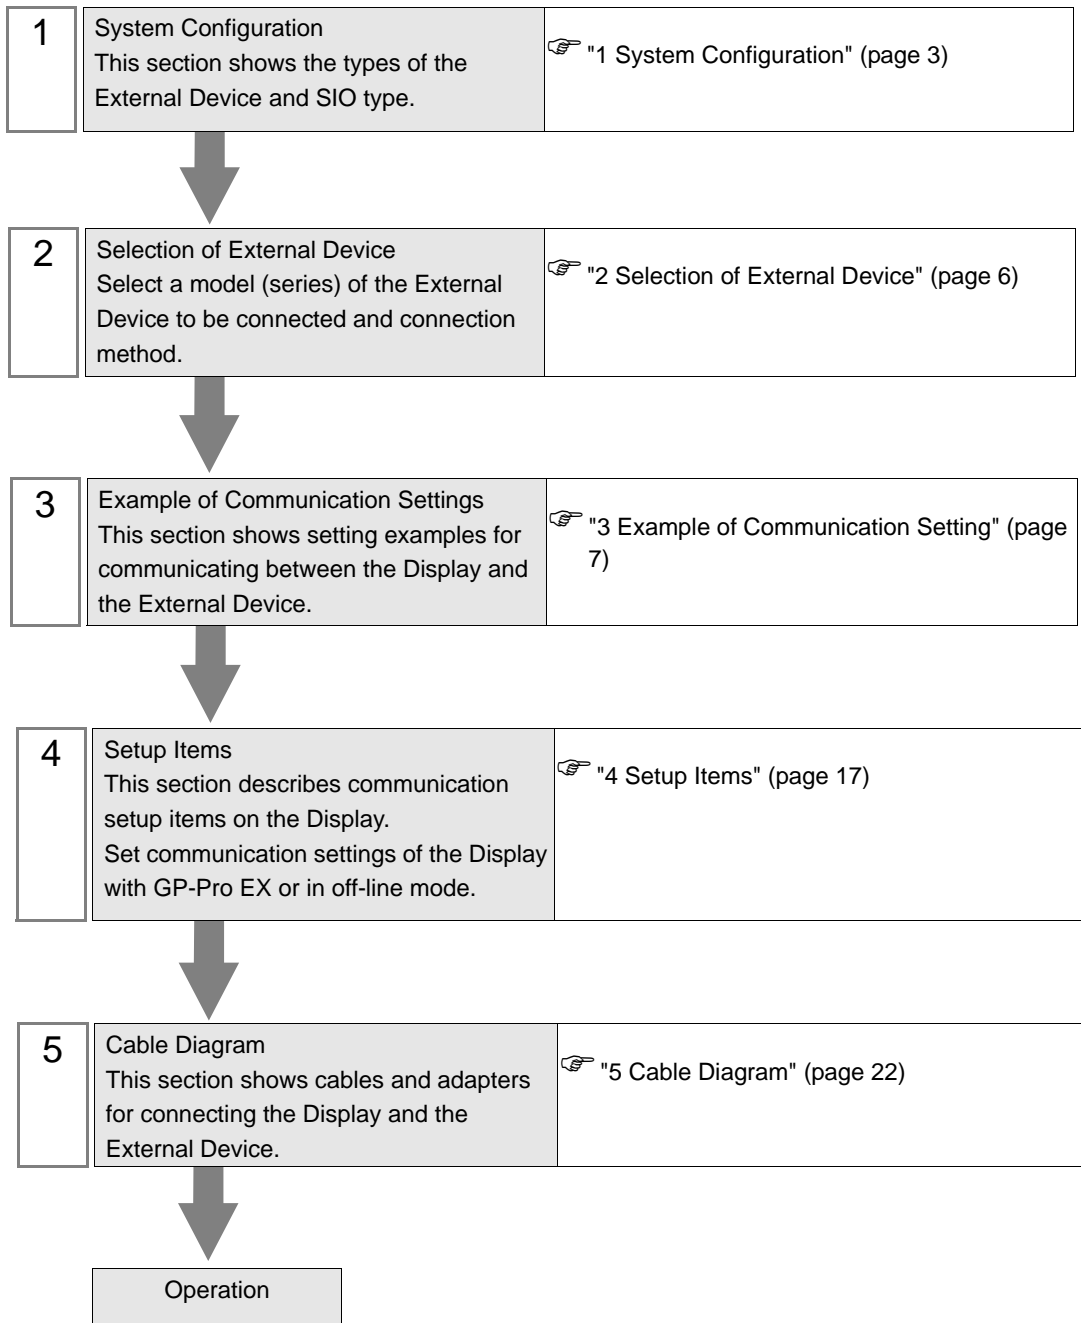 1
System Configuration
This section shows the types of the
External Device and SIO type.
"1 System Configuration" (page 3)
2
Selection of External Device
Select a model (series) of the External
Device to be connected and connection
method.
"2 Selection of External Device" (page 6)
3
Example of Communication Settings
This section shows setting examples for
communicating between the Display and
the External Device.
"3 Example of Communication Setting" (page
7)
4
Setup Items
This section describes communication
setup items on the Display.
Set communication settings of the Display
with GP-Pro EX or in off-line mode.
"4 Setup Items" (page 17)
5
Cable Diagram
This section shows cables and adapters
for connecting the Display and the
External Device.
"5 Cable Diagram" (page 22)
Operation